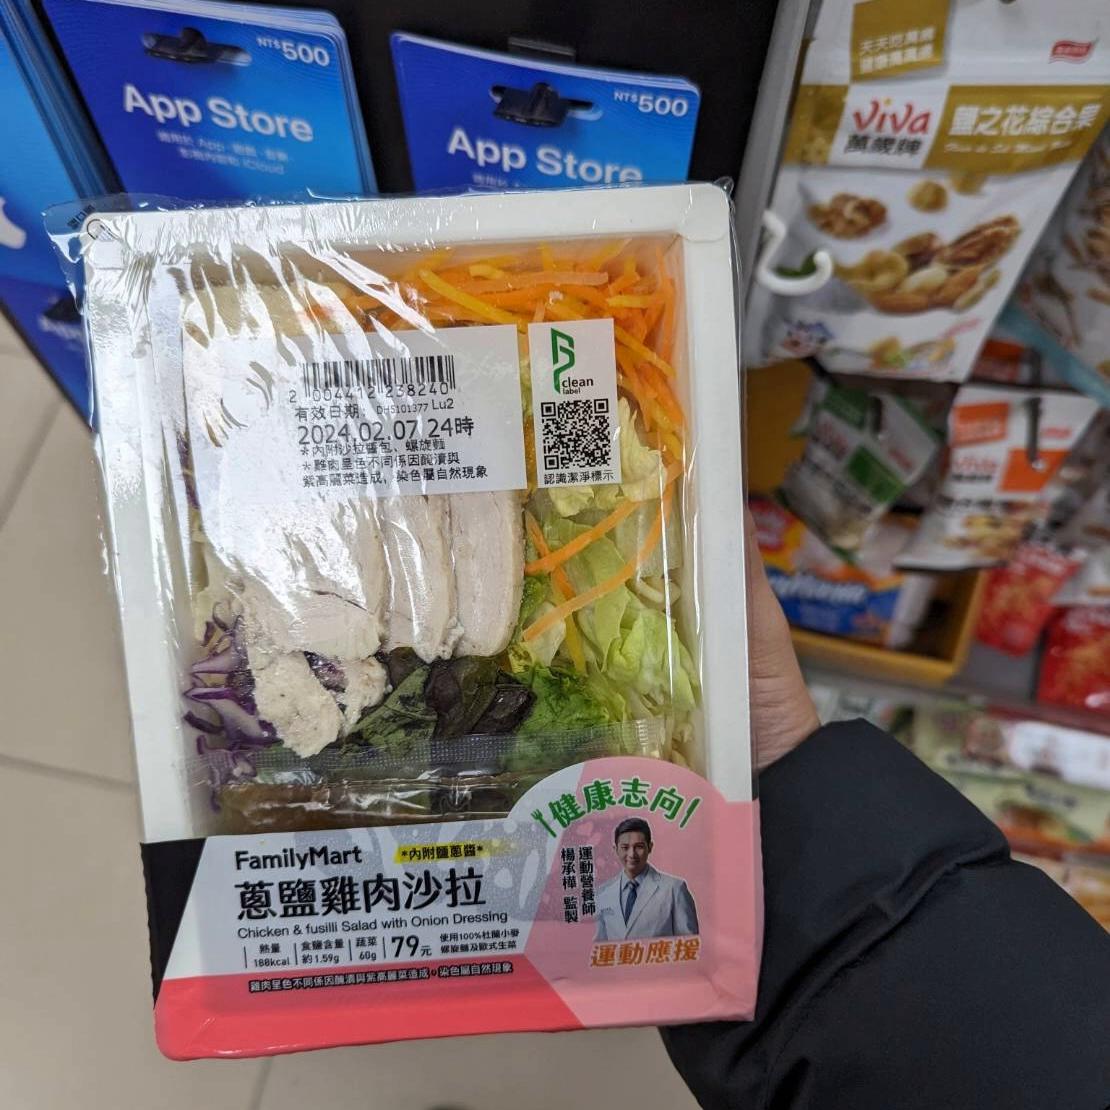 NT$500
App Store
NT$500
App Store
天天吃萬歲
健康萬萬歲
ViVa
萬歲牌
鹽之花綜合果
2 004412 238240
有效日期: DHS101377 Lu2
2024.02.07 24時
*內附沙拉醬包、螺旋麵
*雞肉呈色不同係因醃漬與
紫高麗菜造成，染色屬自然現象
clean
label
認識潔淨標示
健康志向
FamilyMart
*內附鹽蔥醬*
蔥鹽雞肉沙拉
Chicken & fusilli Salad with Onion Dressing
熱量
188kcal
食鹽含量
約1.59g
蔬菜
60g
79元
使用100%杜蘭小麥
螺旋麵及歐式生菜
雞肉呈色不同係因醃漬與紫高麗菜造成，染色屬自然現象
運動營養師
楊承樺 監製
運動應援